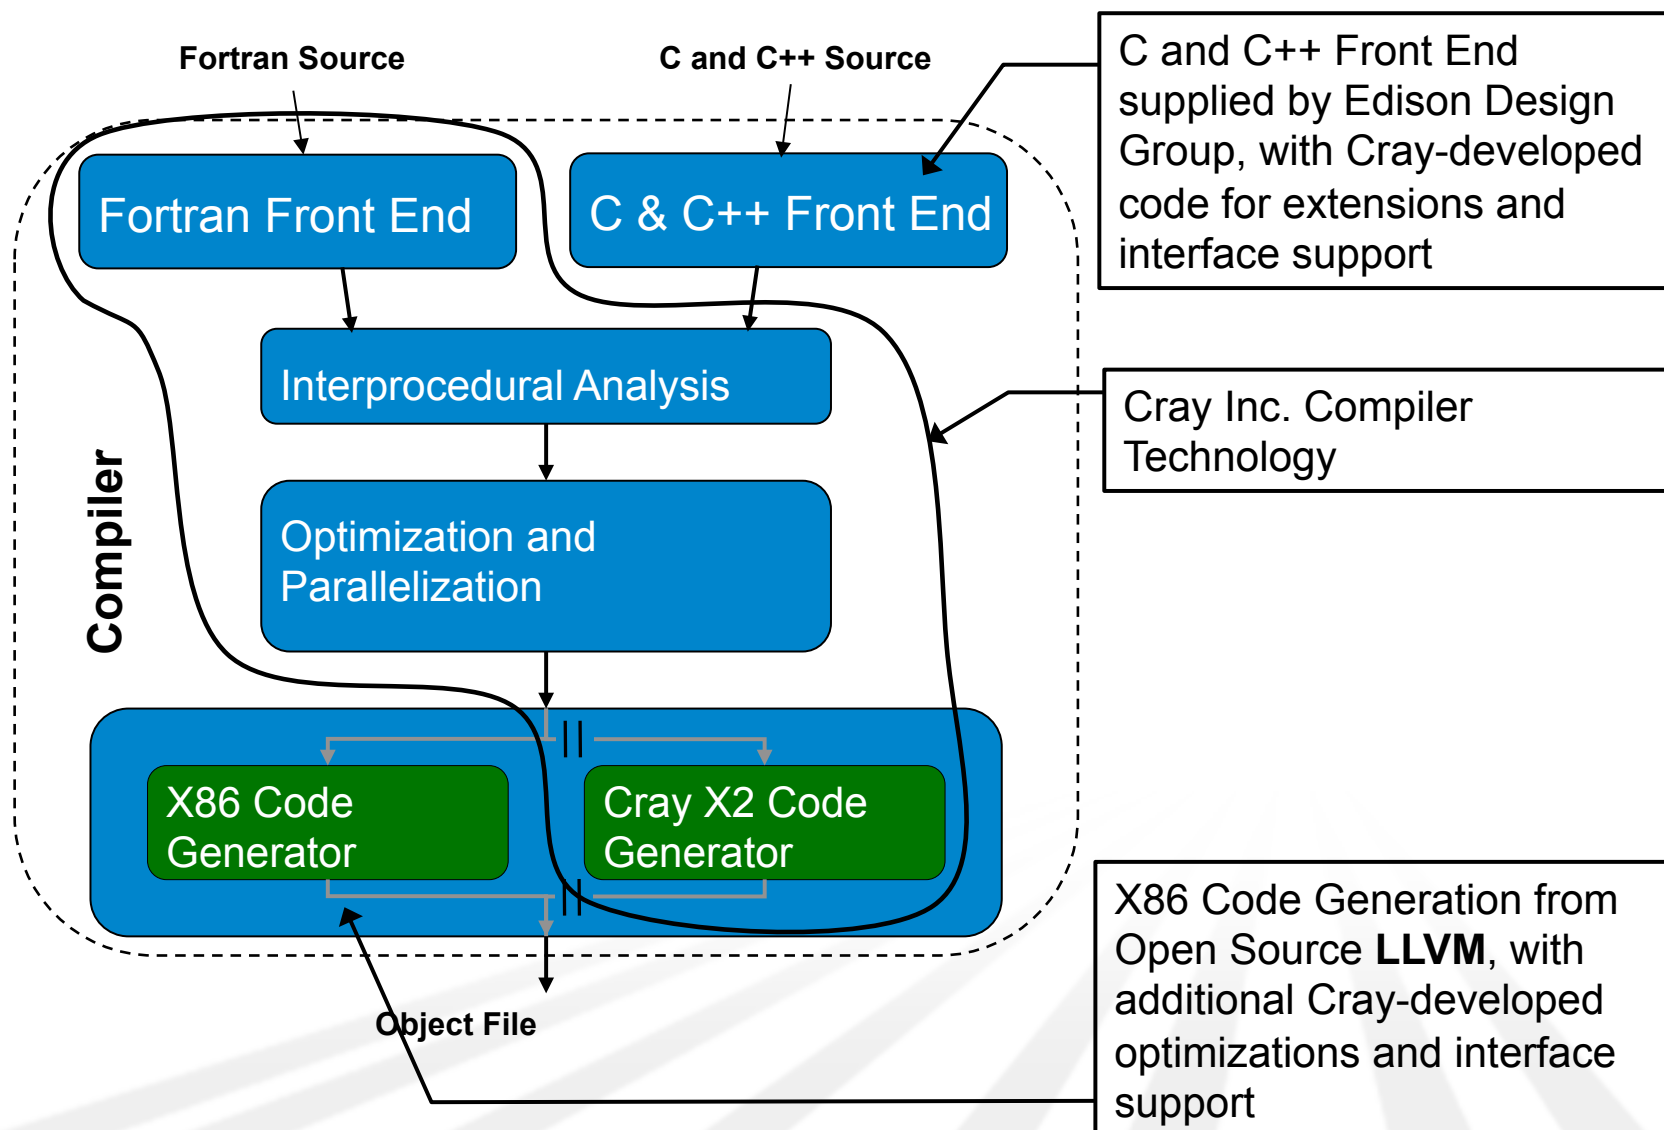 Fortran Source
C and C++ Source
C and C++ Front End
supplied by Edison Design
Group, with Cray-developed
code for extensions and
interface support
Fortran Front End
C & C++ Front End
Interprocedural Analysis
Cray Inc. Compiler
Technology
Compiler
Optimization and
Parallelization
X86 Code
Generator
Cray X2 Code
Generator
X86 Code Generation from
Open Source LLVM, with
additional Cray-developed
optimizations and interface
support
Object File